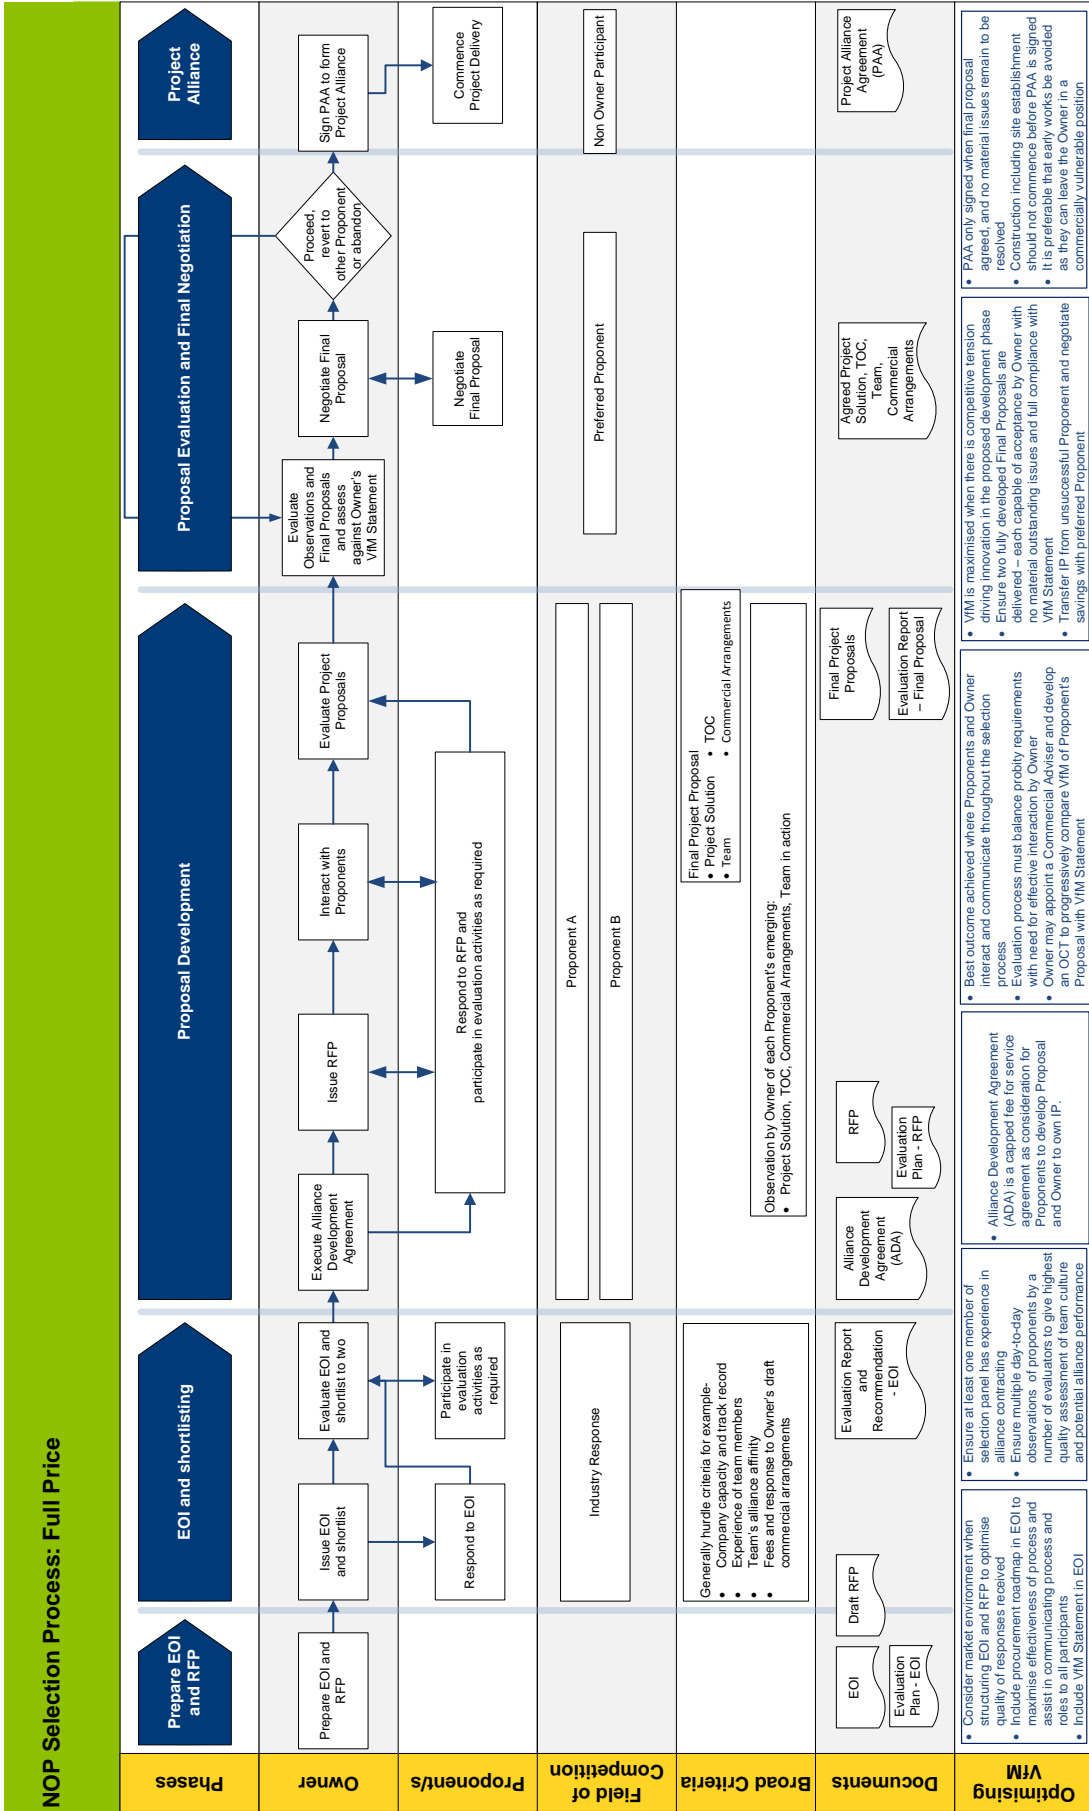 NOP Selection Process: Full Price
Phases
Prepare EOI
and RFP
EOI and shortlisting
Proposal Development
Proposal Evaluation and Final Negotiation
Project
Alliance
Owner
Prepare EOI and
RFP
Issue EOI
and shortlist
Evaluate EOI and
shortlist to two
Execute Alliance
Development
Agreement
Issue RFP
Interact with
Proponents
Evaluate Project
Proposals
Evaluate
Observations and
Final Proposals
and assess
against Owner's
VfM Statement
Negotiate Final
Proposal
Proceed,
revert to
other Proponent
or abandon
Sign PAA to form
Project Alliance
Proponent/s
Respond to EOI
Participate in
evaluation
activities as
required
Respond to RFP and
participate in evaluation activities as required
Negotiate
Final Proposal
Commence
Project Delivery
Field of
Competition
Industry Response
Proponent A
Proponent B
Preferred Proponent
Non Owner Participant
Broad Criteria
Generally hurdle criteria for example-
• Company capacity and track record
• Experience of team members
• Team's alliance affinity
• Fees and response to Owner's draft
commercial arrangements
Observation by Owner of each Proponent's emerging:
• Project Solution, TOC, Commercial Arrangements, Team in action
Final Project Proposal
• Project Solution • TOC
• Team • Commercial Arrangements
Documents
EOI
Evaluation
Plan - EOI
Draft RFP
Evaluation Report
and
Recommendation
- EOI
Alliance
Development
Agreement
(ADA)
RFP
Evaluation
Plan - RFP
Final Project
Proposals
Evaluation Report
– Final Proposal
Agreed Project
Solution, TOC,
Team,
Commercial
Arrangements
Project Alliance
Agreement
(PAA)
Optimising
VfM
• Consider market environment when
structuring EOI and RFP to optimise
quality of responses received
• Include procurement roadmap in EOI to
maximise effectiveness of process and
assist in communicating process and
roles to all participants
• Include VfM Statement in EOI
• Ensure at least one member of
selection panel has experience in
alliance contracting
• Ensure multiple day-to-day
observations of proponents by a
number of evaluators to give highest
quality assessment of team culture
and potential alliance performance
• Alliance Development Agreement
(ADA) is a capped fee for service
agreement as consideration for
Proponents to develop Proposal
and Owner to own IP.
• Best outcome achieved where Proponents and Owner
interact and communicate throughout the selection
process
• Evaluation process must balance probity requirements
with need for effective interaction by Owner
• Owner may appoint a Commercial Adviser and develop
an OCT to progressively compare VfM of Proponent's
Proposal with VfM Statement
• VfM is maximised when there is competitive tension
driving innovation in the proposed development phase
• Ensure two fully developed Final Proposals are
delivered – each capable of acceptance by Owner with
no material outstanding issues and full compliance with
VfM Statement
• Transfer IP from unsuccessful Proponent and negotiate
savings with preferred Proponent
• PAA only signed when final proposal
agreed, and no material issues remain to be
resolved
• Construction including site establishment
should not commence before PAA is signed
• It is preferable that early works be avoided
as they can leave the Owner in a
commercially vulnerable position